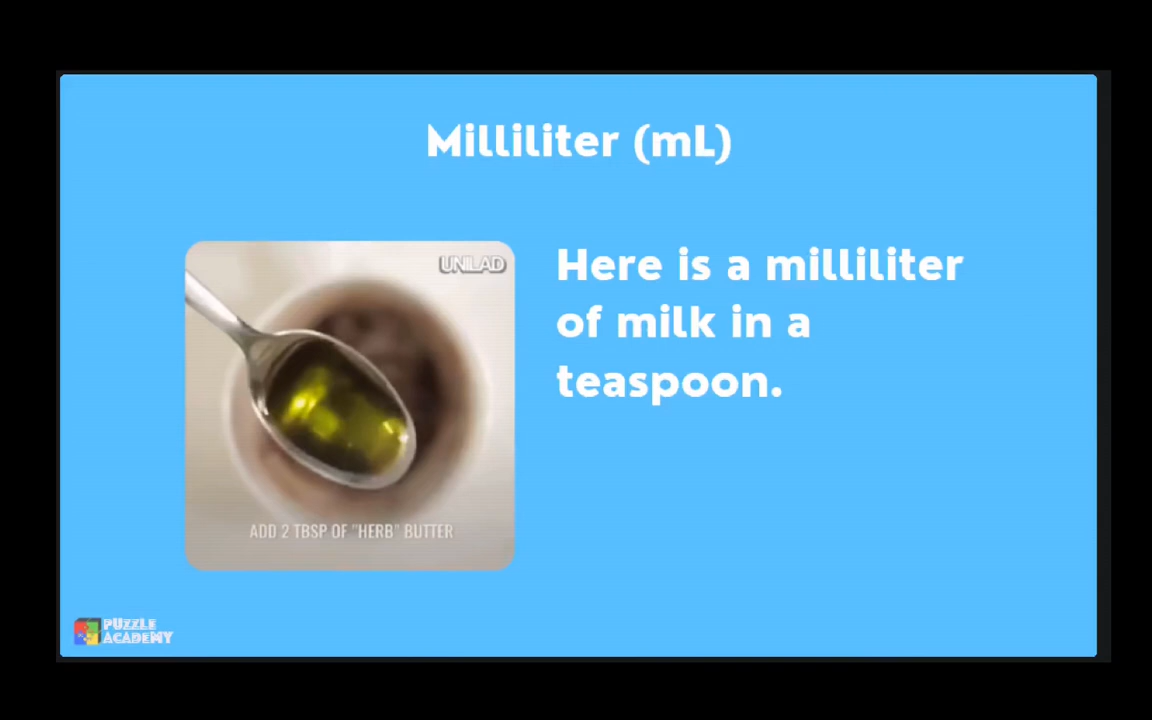 Milliliter (mL)
UNILAD
Here is a milliliter
of milk in a
teaspoon.
ADD 2 TBSP OF "HERB" BUTTER
PUZZLE
ACADEMY